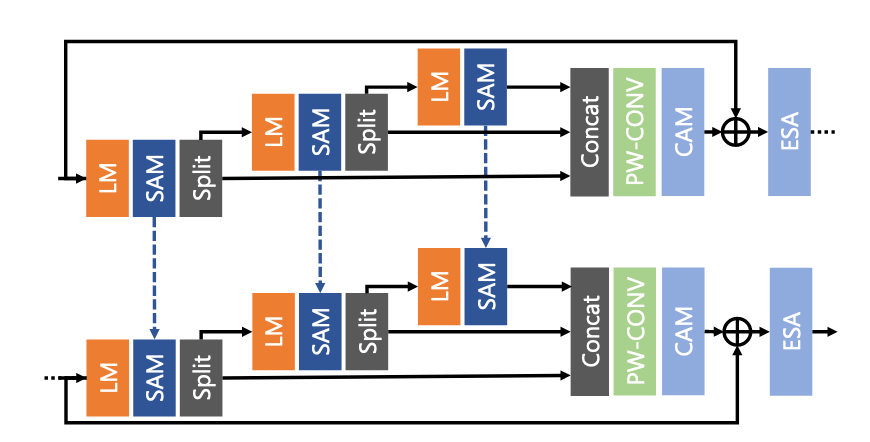 LM
SAM
Split
LM
SAM
Split
LM
SAM
Concat
PW-CONV
CAM
ESA
LM
SAM
Split
LM
SAM
Split
LM
SAM
Concat
PW-CONV
CAM
ESA